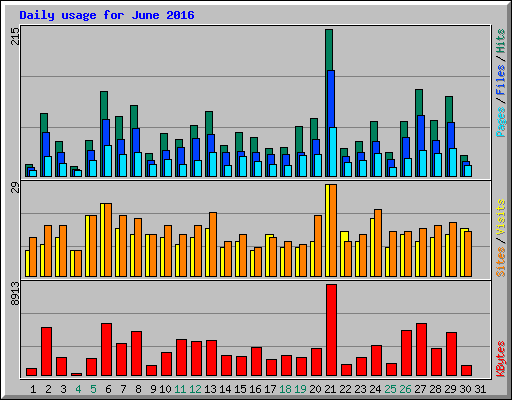 Daily usage for June 2016
215
Pages / Files / Hits
29
Sites / Visits
8913
KBytes
1 2 3 4 5 6 7 8 9 10 11 12 13 14 15 16 17 18 19 20 21 22 23 24 25 26 27 28 29 30 31